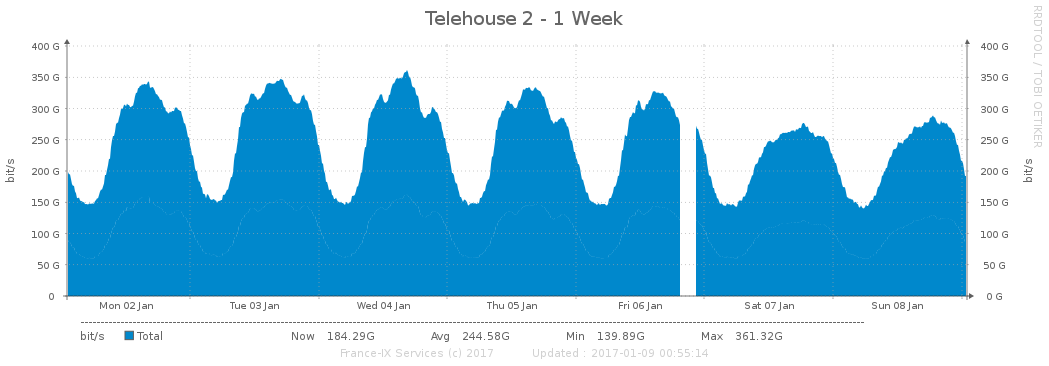 Telehouse 2 - 1 Week
RRDTOOL / TOBI OETIKER
bit/s
400 G 400 G
350 G 350 G
300 G 300 G
250 G 250 G
200 G 200 G
150 G 150 G
100 G 100 G
50 G 50 G
0 0 G
bit/s
Mon 02 Jan Tue 03 Jan Wed 04 Jan Thu 05 Jan Fri 06 Jan Sat 07 Jan Sun 08 Jan
bit/s Total Now 184.29G Avg 244.58G Min 139.89G Max 361.32G
France-IX Services (c) 2017 Updated : 2017-01-09 00:55:14